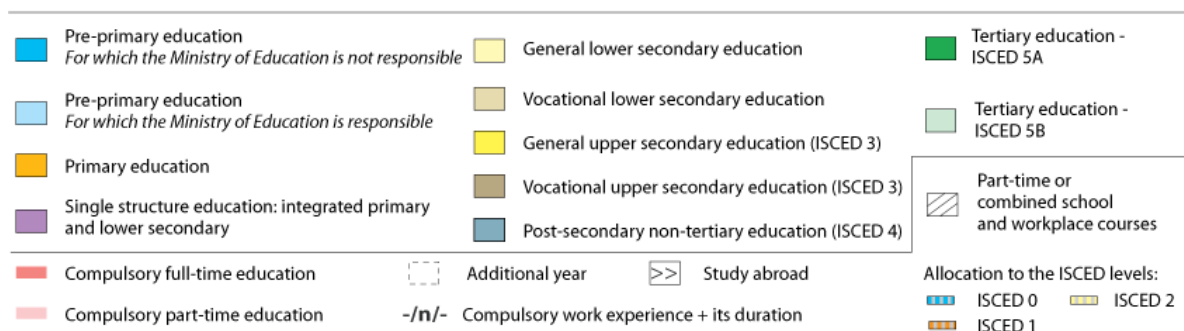 Pre-primary education
For which the Ministry of Education is not responsible
Pre-primary education
For which the Ministry of Education is responsible
Primary education
Single structure education: integrated primary
and lower secondary
General lower secondary education
Vocational lower secondary education
General upper secondary education (ISCED 3)
Vocational upper secondary education (ISCED 3)
Post-secondary non-tertiary education (ISCED 4)
Tertiary education -
ISCED 5A
Tertiary education -
ISCED 5B
Part-time or
combined school
and workplace courses
Compulsory full-time education
Additional year
>> Study abroad
Compulsory part-time education
-/n/- Compulsory work experience + its duration
Allocation to the ISCED levels:
ISCED 0
ISCED 2
ISCED 1